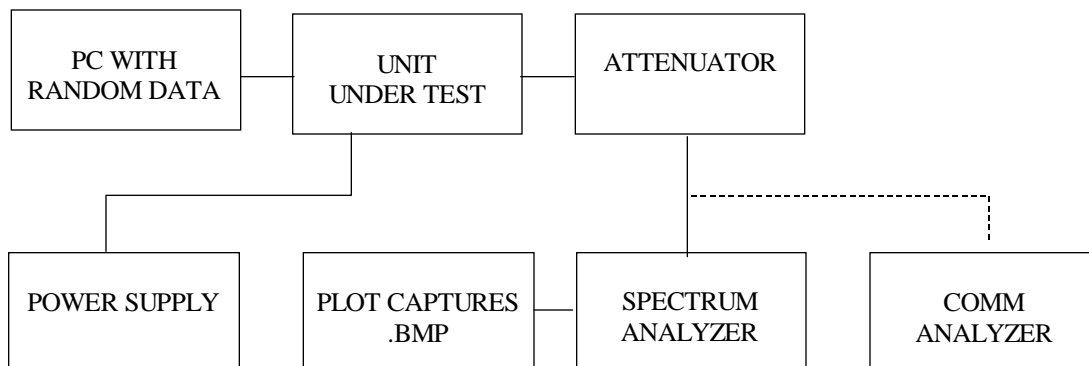 PC WITH
RANDOM DATA
UNIT
UNDER TEST
ATTENUATOR
POWER SUPPLY
PLOT CAPTURES
.BMP
SPECTRUM
ANALYZER
COMM
ANALYZER